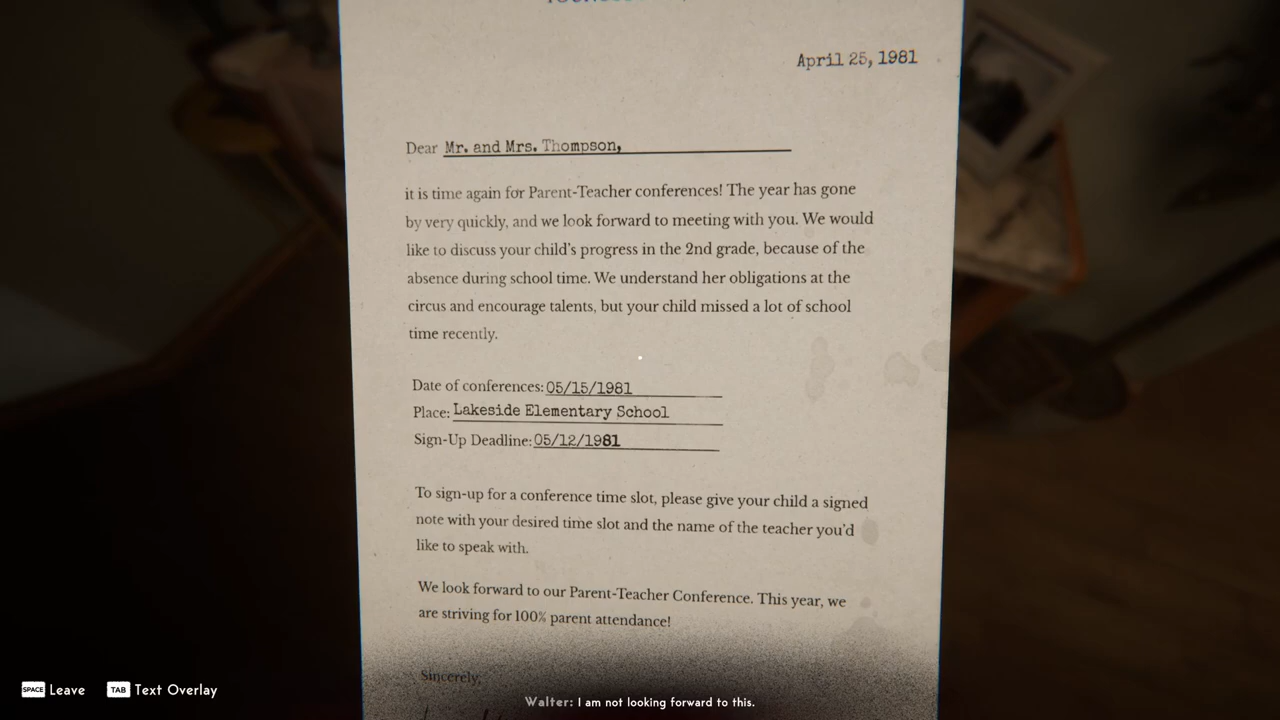 April 25, 1981
Dear Mr. and Mrs. Thompson,
it is time again for Parent-Teacher conferences! The year has gone
by very quickly, and we look forward to meeting with you. We would
like to discuss your child's progress in the 2nd grade, because of the
absence during school time. We understand her obligations at the
circus and encourage talents, but your child missed a lot of school
time recently.
Date of conferences: 05/15/1981
Place: Lakeside Elementary School
Sign-Up Deadline: 05/12/1981
To sign-up for a conference time slot, please give your child a signed
note with your desired time slot and the name of the teacher you'd
like to speak with.
We look forward to our Parent-Teacher Conference. This year, we
are striving for 100% parent attendance!
Sincerely,
SPACE Leave TAB Text Overlay
Walter: I am not looking forward to this.